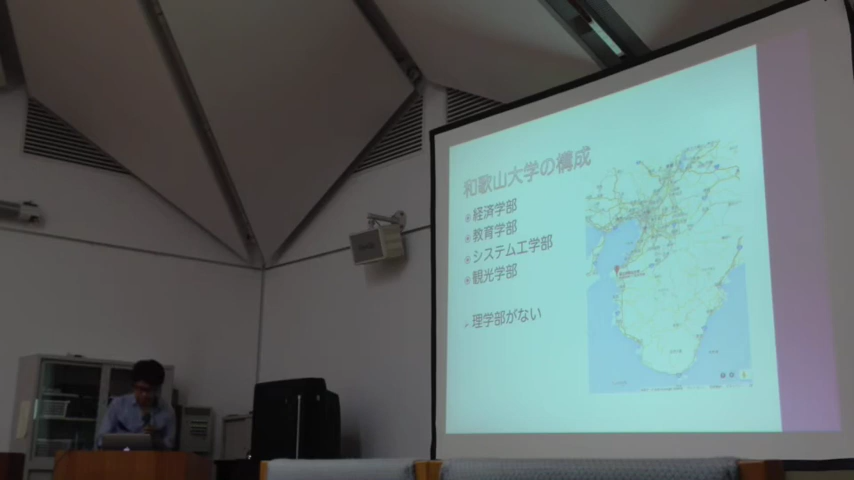 和歌山大学の構成
経済学部
教育学部
システム工学部
観光学部
理学部がない